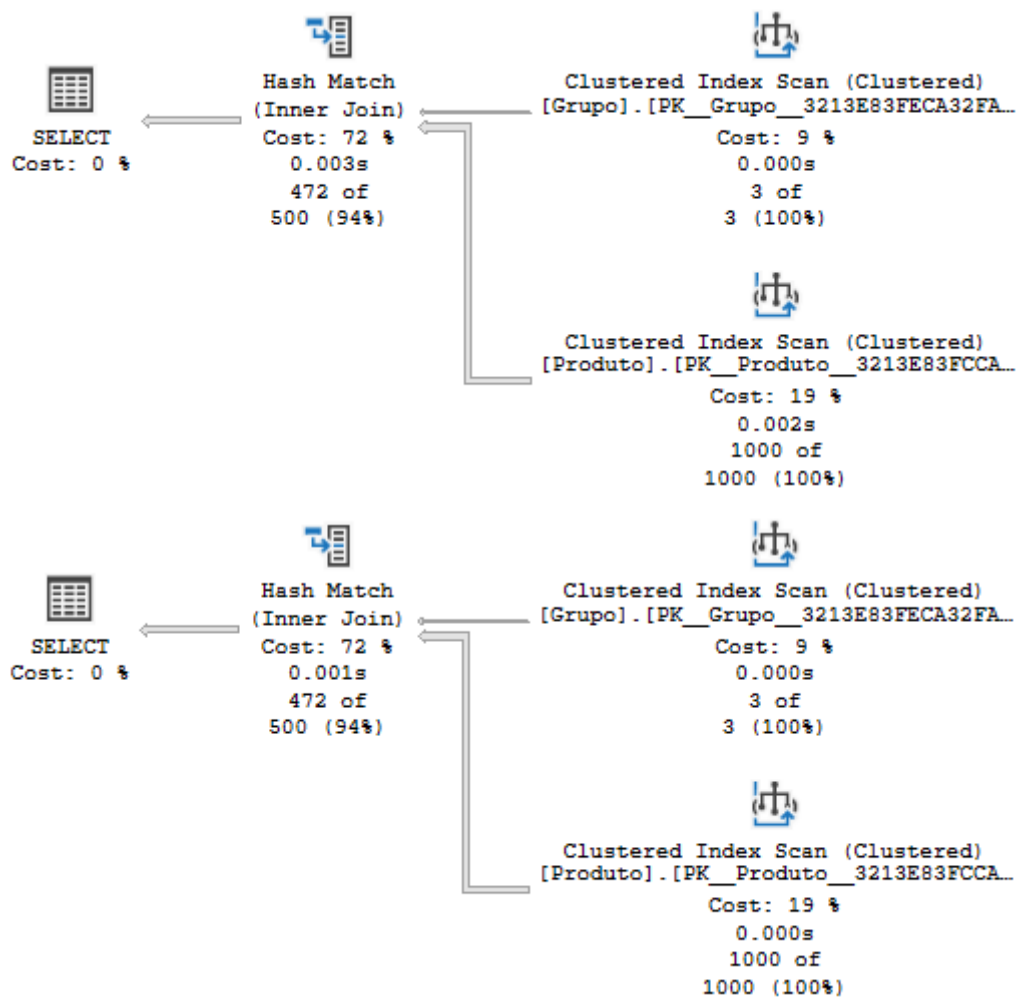 SELECT
Cost: 0 %
Hash Match
(Inner Join)
Cost: 72 %
0.003s
472 of
500 (94%)
Clustered Index Scan (Clustered)
[Grupo].[PK__Grupo__3213E83FECA32FA…
Cost: 9 %
0.000s
3 of
3 (100%)
Clustered Index Scan (Clustered)
[Produto].[PK__Produto__3213E83FCCA…
Cost: 19 %
0.002s
1000 of
1000 (100%)
SELECT
Cost: 0 %
Hash Match
(Inner Join)
Cost: 72 %
0.001s
472 of
500 (94%)
Clustered Index Scan (Clustered)
[Grupo].[PK__Grupo__3213E83FECA32FA…
Cost: 9 %
0.000s
3 of
3 (100%)
Clustered Index Scan (Clustered)
[Produto].[PK__Produto__3213E83FCCA…
Cost: 19 %
0.000s
1000 of
1000 (100%)